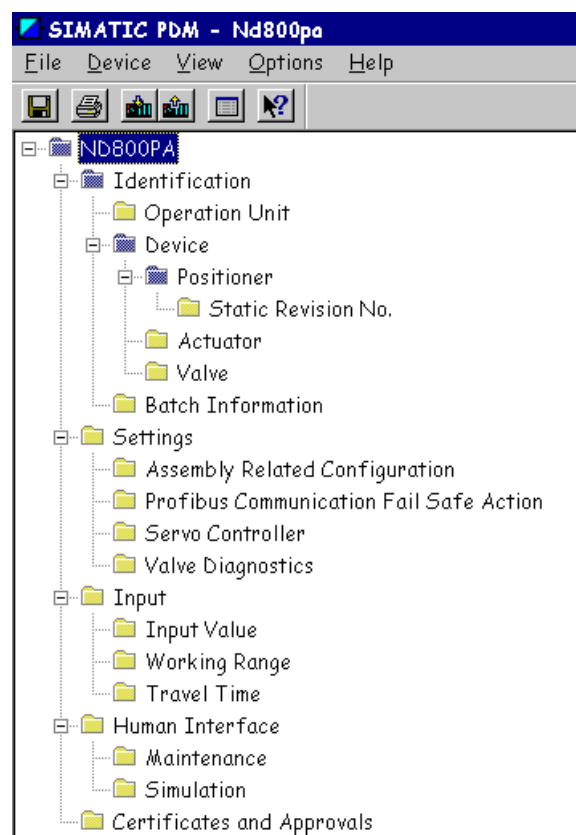 SIMATIC PDM - Nd800pa
File Device View Options Help
ND800PA
Identification
Operation Unit
Device
Positioner
Static Revision No.
Actuator
Valve
Batch Information
Settings
Assembly Related Configuration
Profibus Communication Fail Safe Action
Servo Controller
Valve Diagnostics
Input
Input Value
Working Range
Travel Time
Human Interface
Maintenance
Simulation
Certificates and Approvals